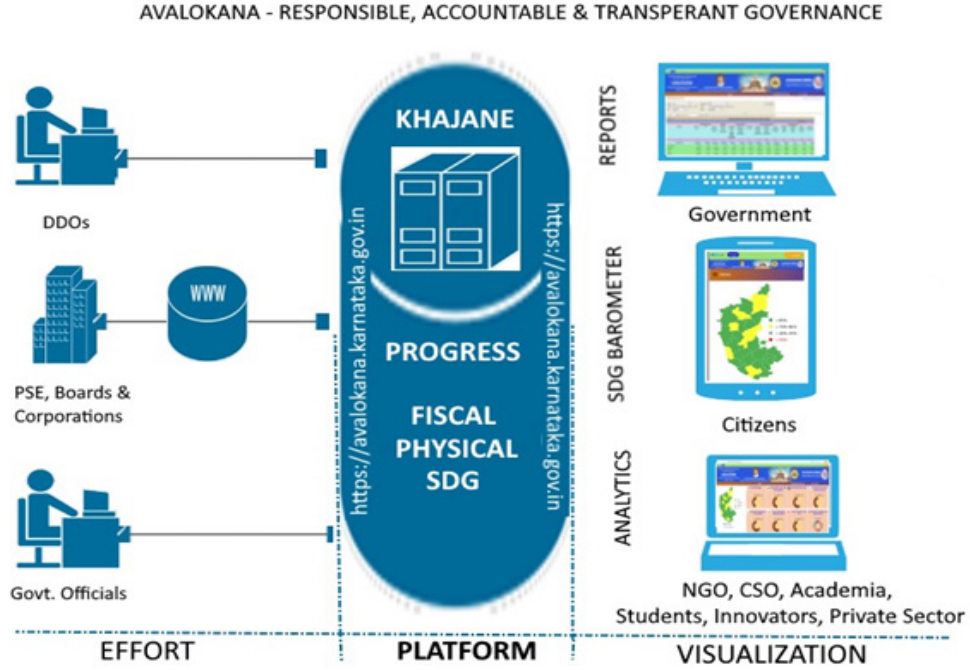 AVALOKANA - RESPONSIBLE, ACCOUNTABLE & TRANSPERANT GOVERNANCE
DDOs
WWW
PSE, Boards &
Corporations
Govt. Officials
EFFORT
KHAJANE
https://avalokana.karnataka.gov.in
https://avalokana.karnataka.gov.in
PROGRESS
FISCAL
PHYSICAL
SDG
PLATFORM
REPORTS
Government
SDG BAROMETER
Citizens
ANALYTICS
NGO, CSO, Academia,
Students, Innovators, Private Sector
VISUALIZATION